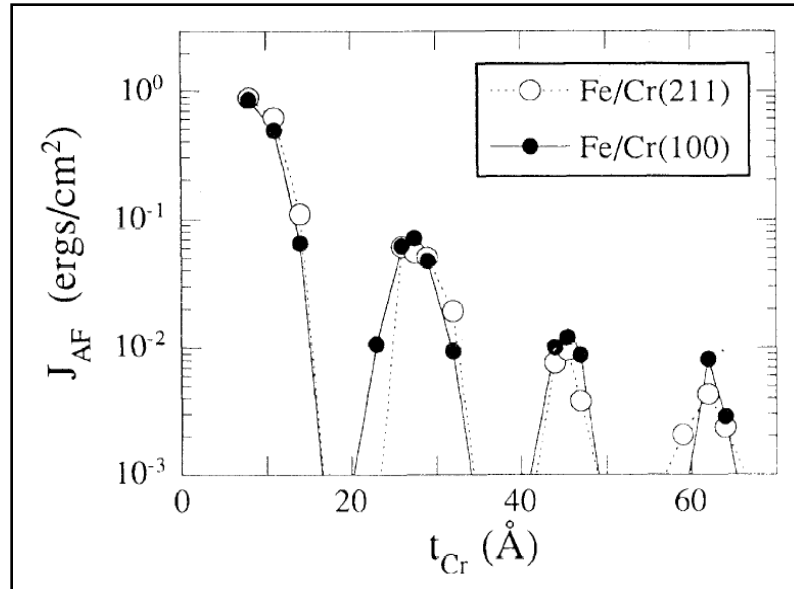 10⁰
10⁻¹
10⁻²
10⁻³
J_AF (ergs/cm²)
Fe/Cr(211)
Fe/Cr(100)
0 20 40 60
t_Cr (Å)